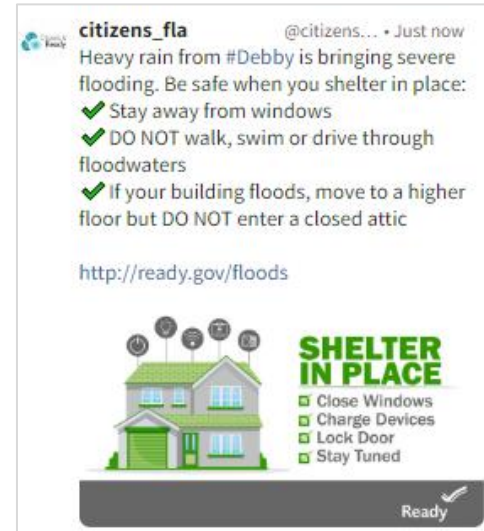 citizens_fla @citizens... • Just now
Heavy rain from #Debby is bringing severe
flooding. Be safe when you shelter in place:
✔ Stay away from windows
✔ DO NOT walk, swim or drive through
floodwaters
✔ If your building floods, move to a higher
floor but DO NOT enter a closed attic
http://ready.gov/floods
SHELTER
IN PLACE
Close Windows
Charge Devices
Lock Door
Stay Tuned
Ready